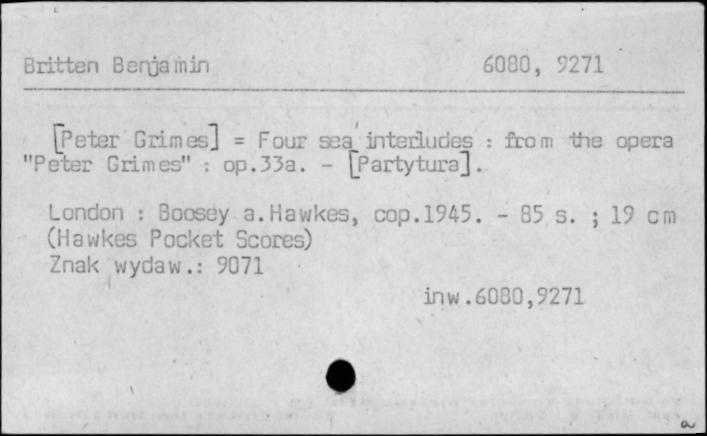 Britten Benjamin 6080, 9271
[Peter Grimes] = Four sea interludes : from the opera
"Peter Grimes" : op.33a. - [Partytura].
London : Boosey a.Hawkes, cop.1945. - 85 s. ; 19 cm
(Hawkes Pocket Scores)
Znak wydaw.: 9071
inw.6080,9271